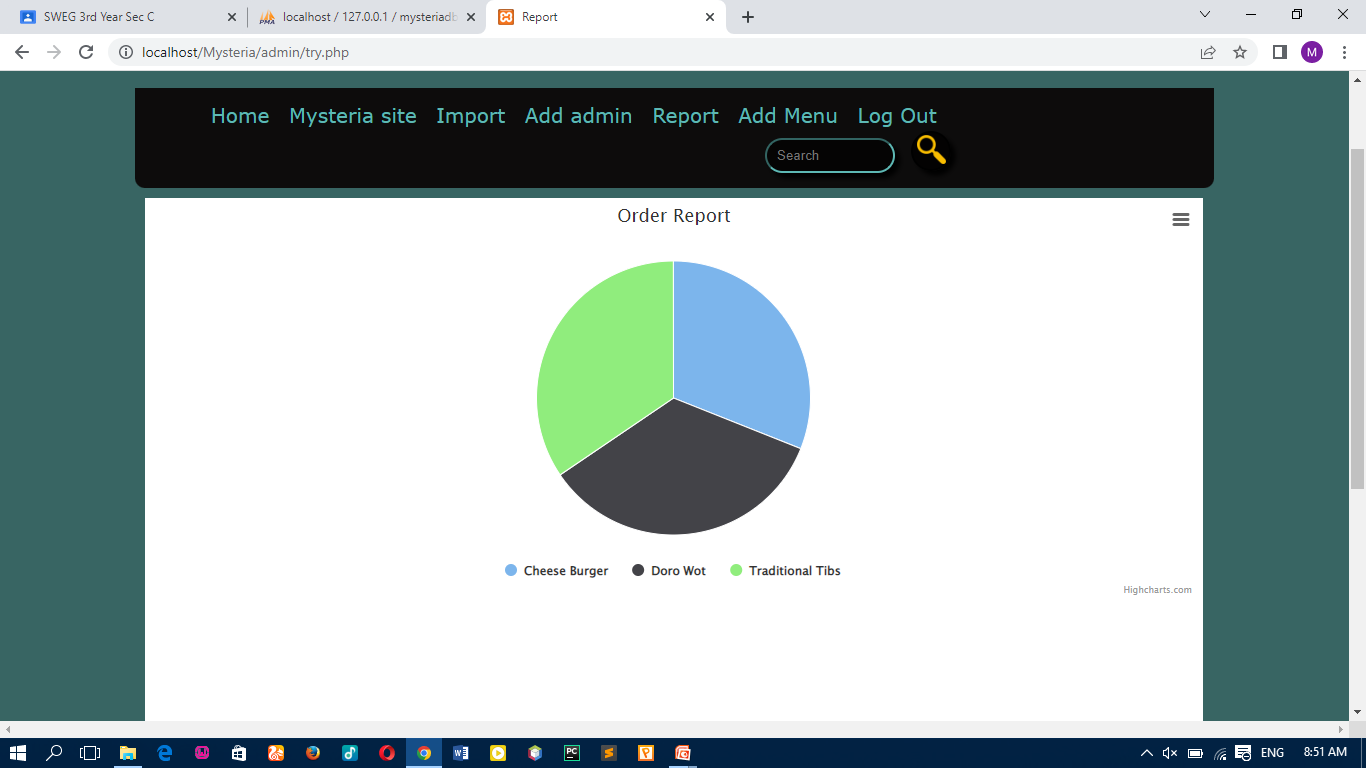 SWEG 3rd Year Sec C
localhost / 127.0.0.1 / mysteriadb
Report
localhost/Mysteria/admin/try.php
M
Home Mysteria site Import Add admin Report Add Menu Log Out
Search
Order Report
Cheese Burger Doro Wot Traditional Tibs
Highcharts.com
ENG 8:51 AM